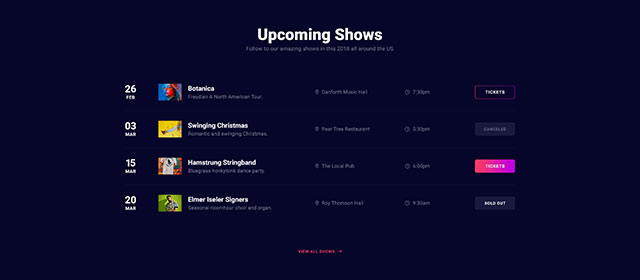 Upcoming Shows
Follow to our amazing shows in this 2018 all around the US
26
FEB
Botanica
Freudian A North American Tour.
Danforth Music Hall
7:30pm
TICKETS
03
MAR
Swinging Christmas
Romantic and swinging Christmas.
Pear Tree Restaurant
5:30pm
CANCELED
15
MAR
Hamstrung Stringband
Bluegrass honkytonk dance party.
The Local Pub
6:00pm
TICKETS
20
MAR
Elmer Iseler Signers
Seasonal noon-hour choir and organ.
Roy Thomson Hall
9:30am
SOLD OUT
VIEW ALL SHOWS